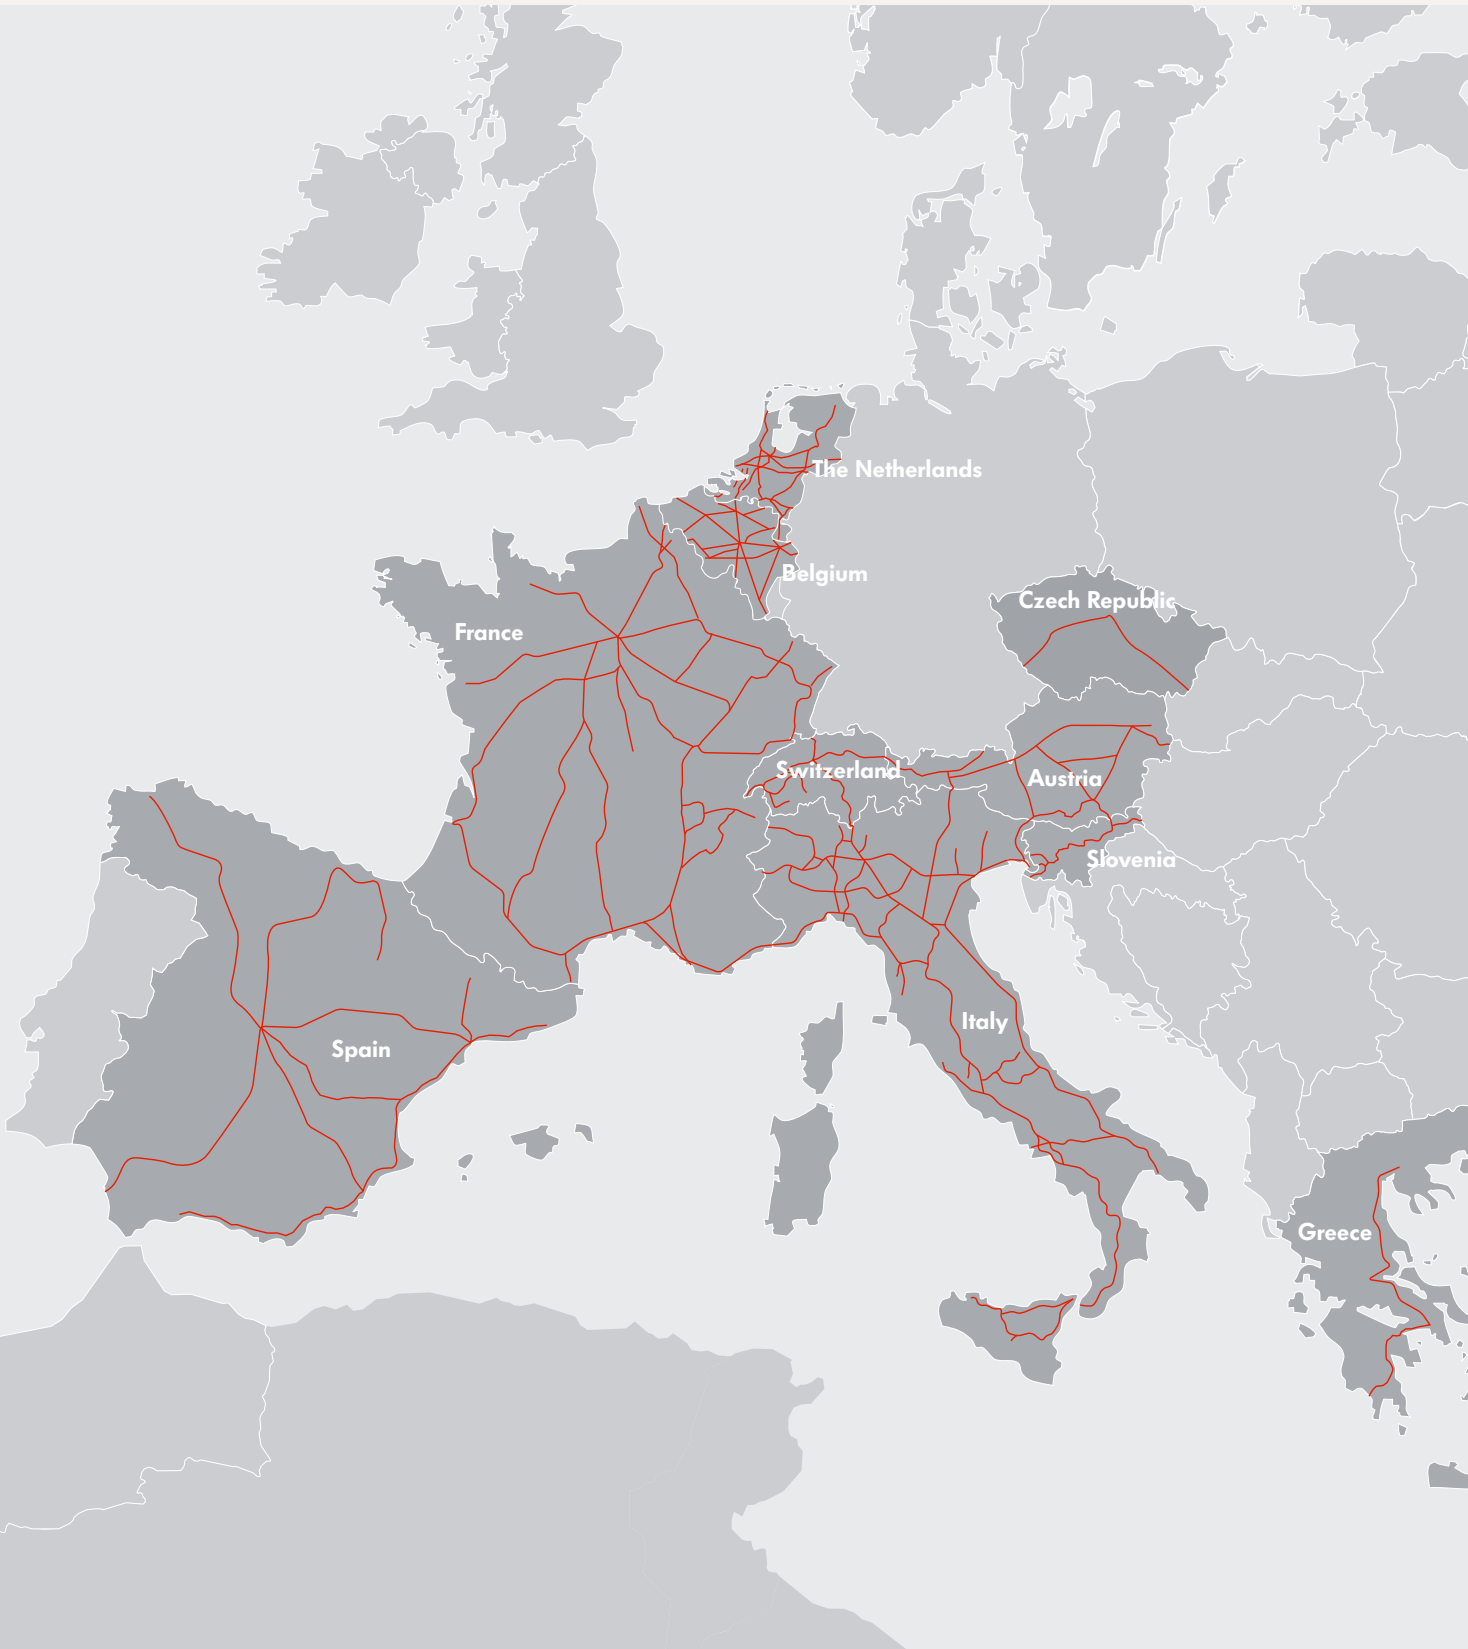 The Netherlands
Belgium
Czech Republic
France
Switzerland
Austria
Slovenia
Italy
Spain
Greece